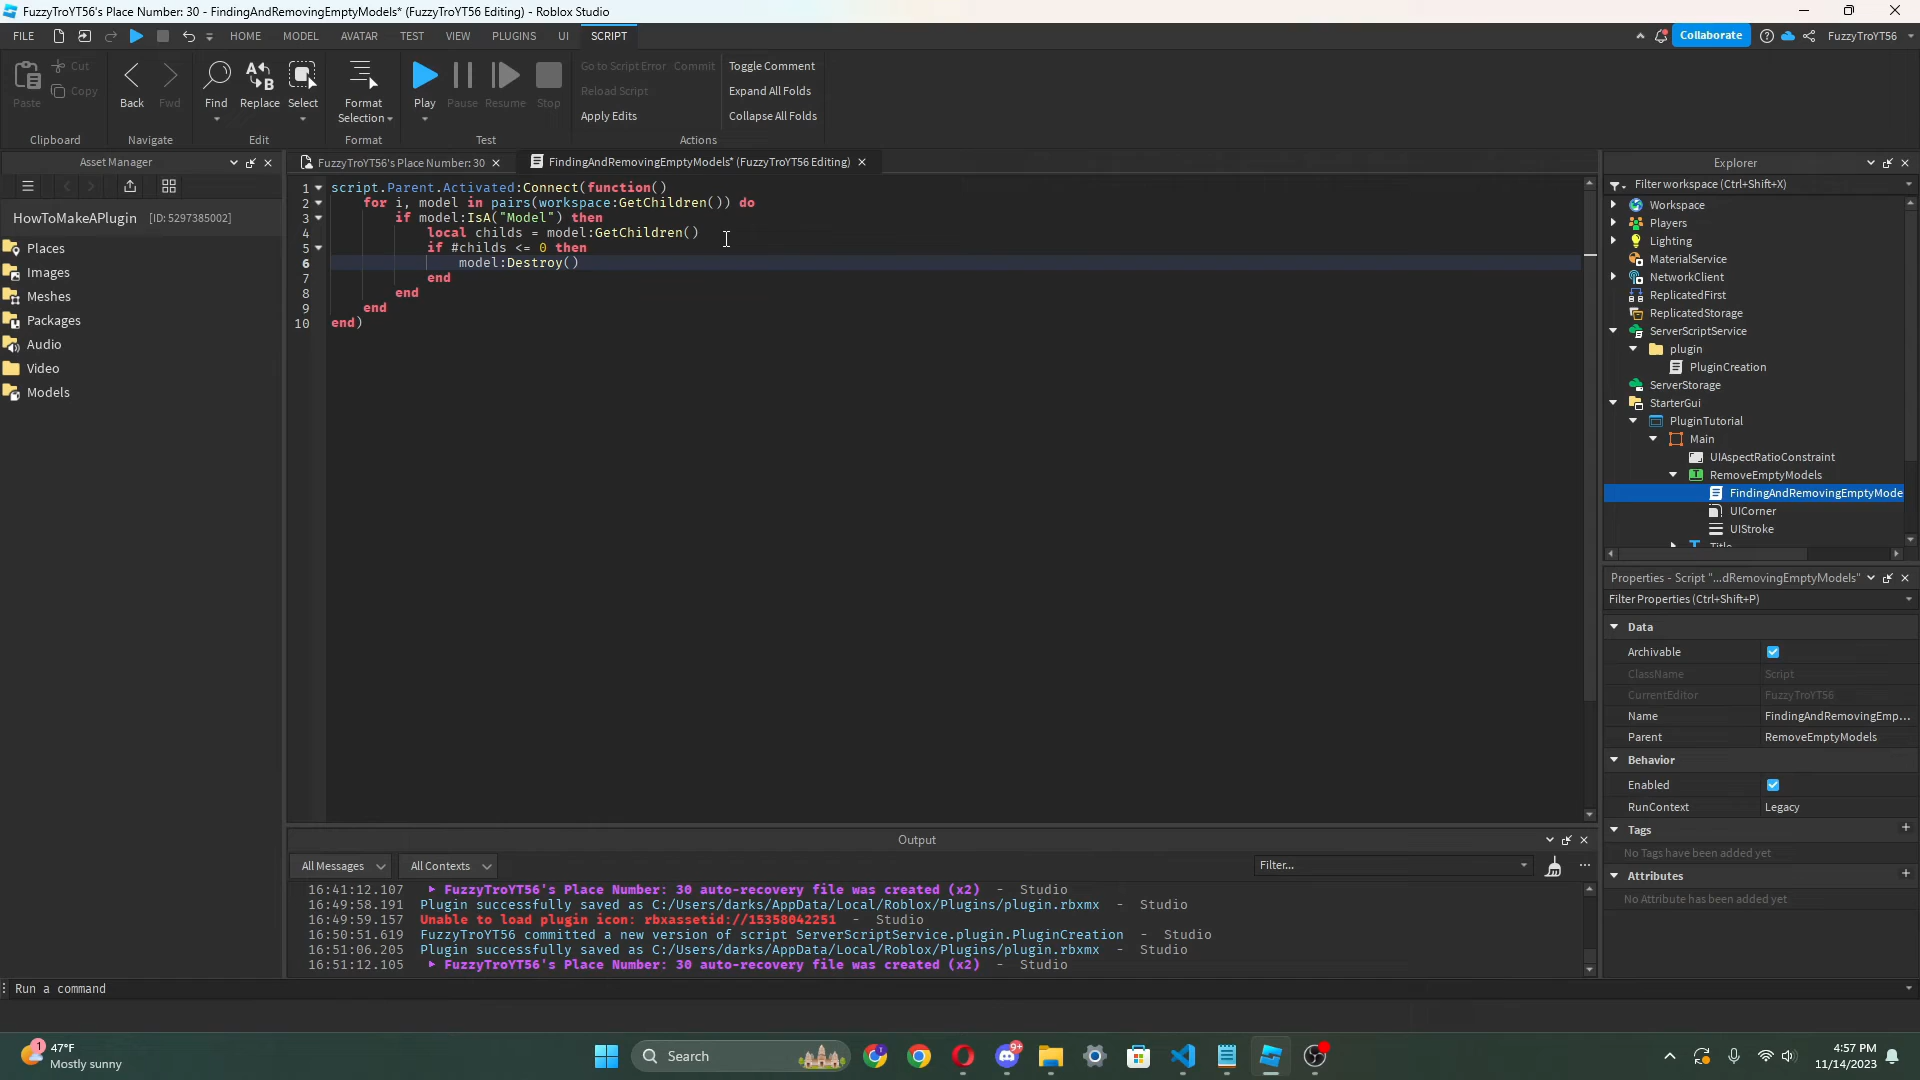 FuzzyTroYT56's Place Number: 30 - FindingAndRemovingEmptyModels* (FuzzyTroYT56 Editing) - Roblox Studio
FILE HOME MODEL AVATAR TEST VIEW PLUGINS UI SCRIPT Collaborate FuzzyTroYT56
Paste Cut Copy Back Fwd Find Replace Select Format Selection Play Pause Resume Stop
Go to Script Error Commit Toggle Comment
Reload Script Expand All Folds
Apply Edits Collapse All Folds
Clipboard Navigate Edit Format Test Actions
Asset Manager
HowToMakeAPlugin [ID: 5297385002]
Places
Images
Meshes
Packages
Audio
Video
Models
FuzzyTroYT56's Place Number: 30 FindingAndRemovingEmptyModels* (FuzzyTroYT56 Editing)
1 script.Parent.Activated:Connect(function()
2 for i, model in pairs(workspace:GetChildren()) do
3 if model:IsA("Model") then
4 local childs = model:GetChildren()
5 if #childs <= 0 then
6 model:Destroy()
7 end
8 end
9 end
10 end)
Output
All Messages All Contexts Filter...
16:41:12.107 FuzzyTroYT56's Place Number: 30 auto-recovery file was created (x2) - Studio
16:49:58.191 Plugin successfully saved as C:/Users/darks/AppData/Local/Roblox/Plugins/plugin.rbxmx - Studio
16:49:59.157 Unable to load plugin icon: rbxassetid://15358042251 - Studio
16:50:51.619 FuzzyTroYT56 committed a new version of script ServerScriptService.plugin.PluginCreation - Studio
16:51:06.205 Plugin successfully saved as C:/Users/darks/AppData/Local/Roblox/Plugins/plugin.rbxmx - Studio
16:51:12.105 FuzzyTroYT56's Place Number: 30 auto-recovery file was created (x2) - Studio
Run a command
Explorer
Filter workspace (Ctrl+Shift+X)
Workspace
Players
Lighting
MaterialService
NetworkClient
ReplicatedFirst
ReplicatedStorage
ServerScriptService
plugin
PluginCreation
ServerStorage
StarterGui
PluginTutorial
Main
UIAspectRatioConstraint
RemoveEmptyModels
FindingAndRemovingEmptyMode
UICorner
UIStroke
Title
Properties - Script "...dRemovingEmptyModels"
Filter Properties (Ctrl+Shift+P)
Data
Archivable
ClassName Script
CurrentEditor FuzzyTroYT56
Name FindingAndRemovingEmp...
Parent RemoveEmptyModels
Behavior
Enabled
RunContext Legacy
Tags
No Tags have been added yet
Attributes
No Attribute has been added yet
1 47°F
Mostly sunny
Search
9+
4:57 PM
11/14/2023